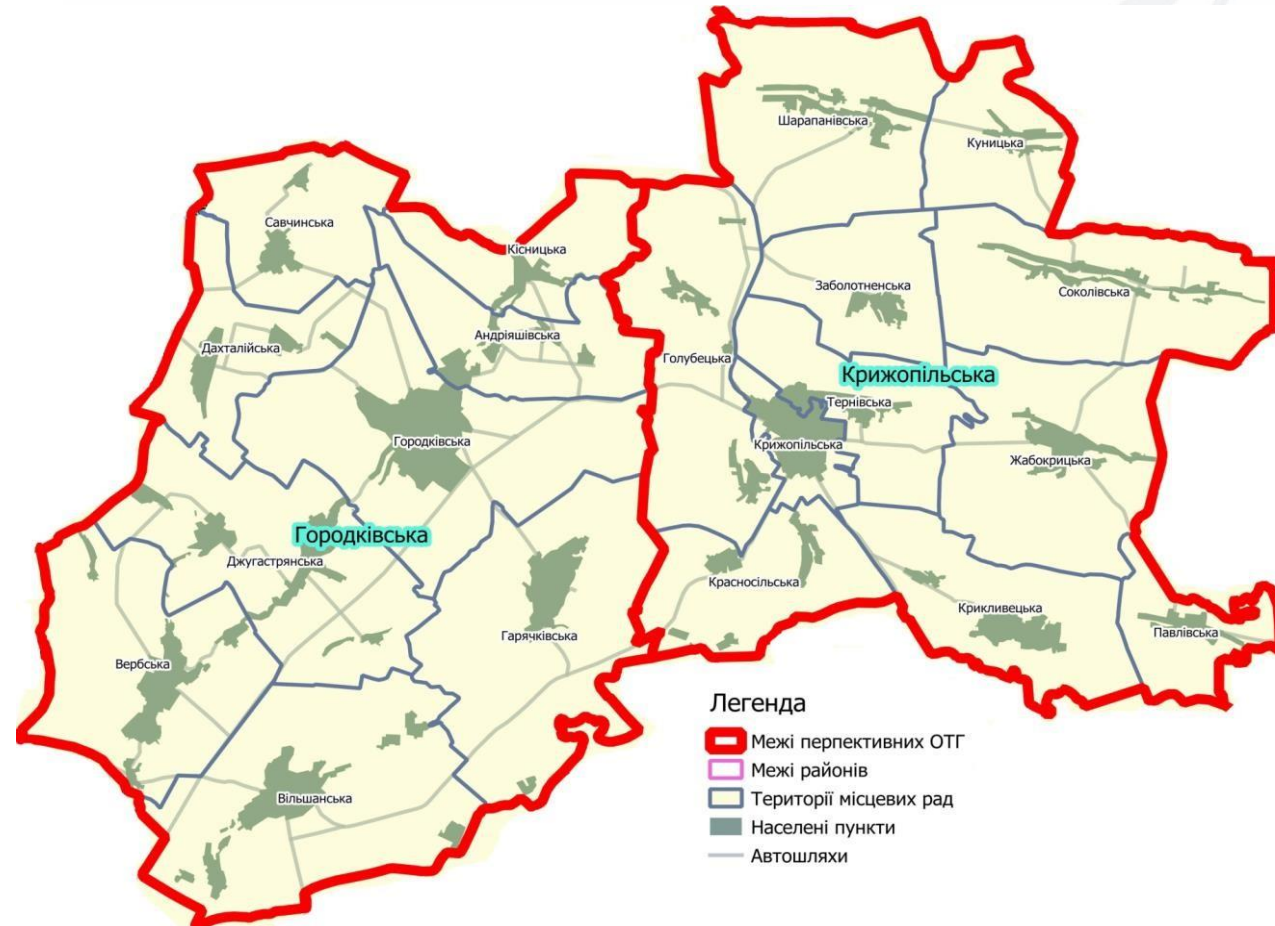 Шарапанівська
Куницька
Савчинська
Кісницька
Заболотненська
Соколівська
Андріяшівська
Дахталійська
Голубецька
Крижопільська
Тернівська
Городківська
Крижопільська
Жабокрицька
Городківська
Джугастрянська
Красносільська
Крикливецька
Гарячківська
Павлівська
Вербська
Вільшанська
Легенда
Межі перпективних ОТГ
Межі районів
Території місцевих рад
Населені пункти
Автошляхи